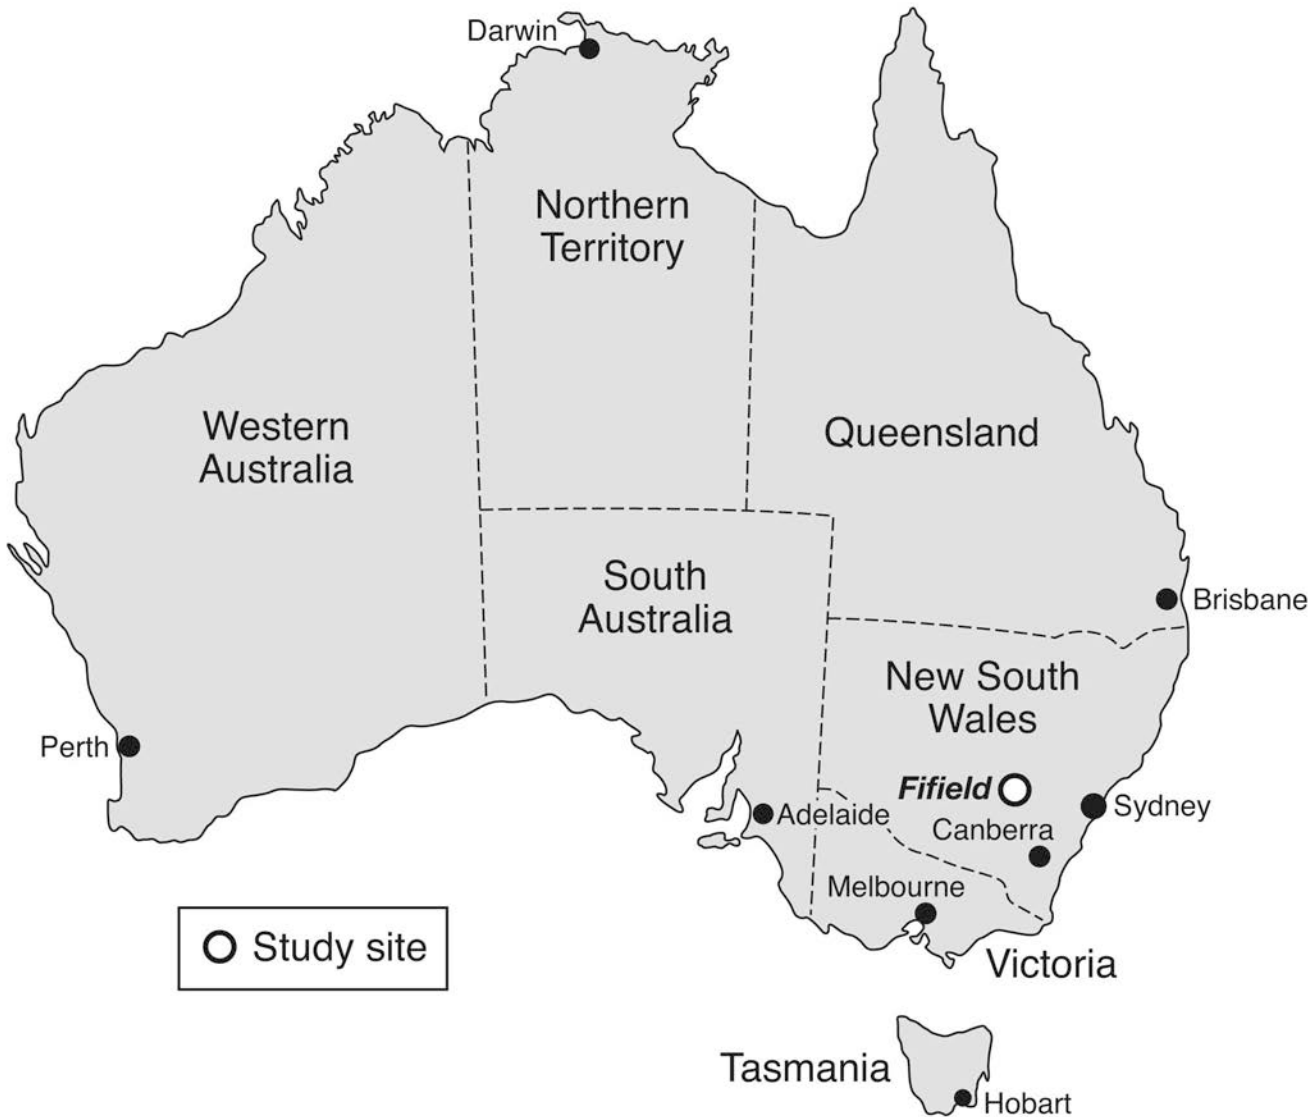 Darwin
Northern
Territory
Western
Australia
Queensland
South
Australia
Brisbane
New South
Wales
Perth
Fifield
Sydney
Adelaide
Canberra
Melbourne
Study site
Victoria
Tasmania
Hobart